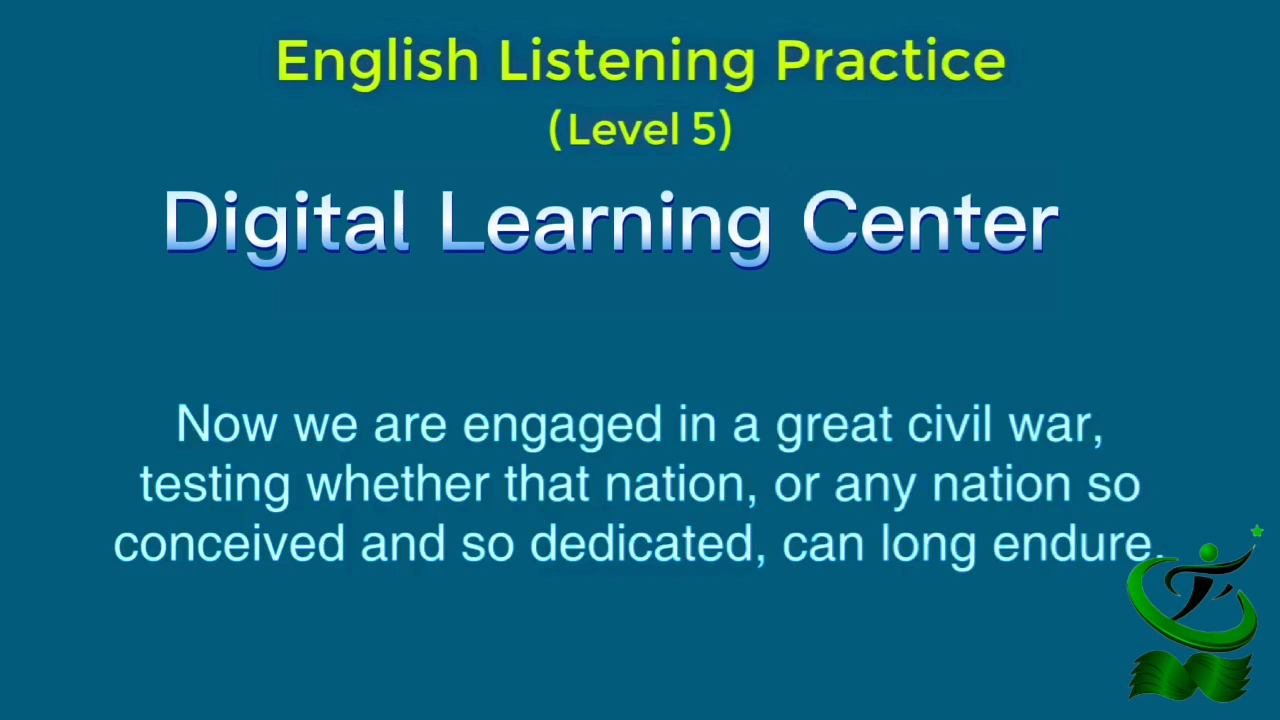 English Listening Practice
(Level 5)
Digital Learning Center
Now we are engaged in a great civil war,
testing whether that nation, or any nation so
conceived and so dedicated, can long endure.